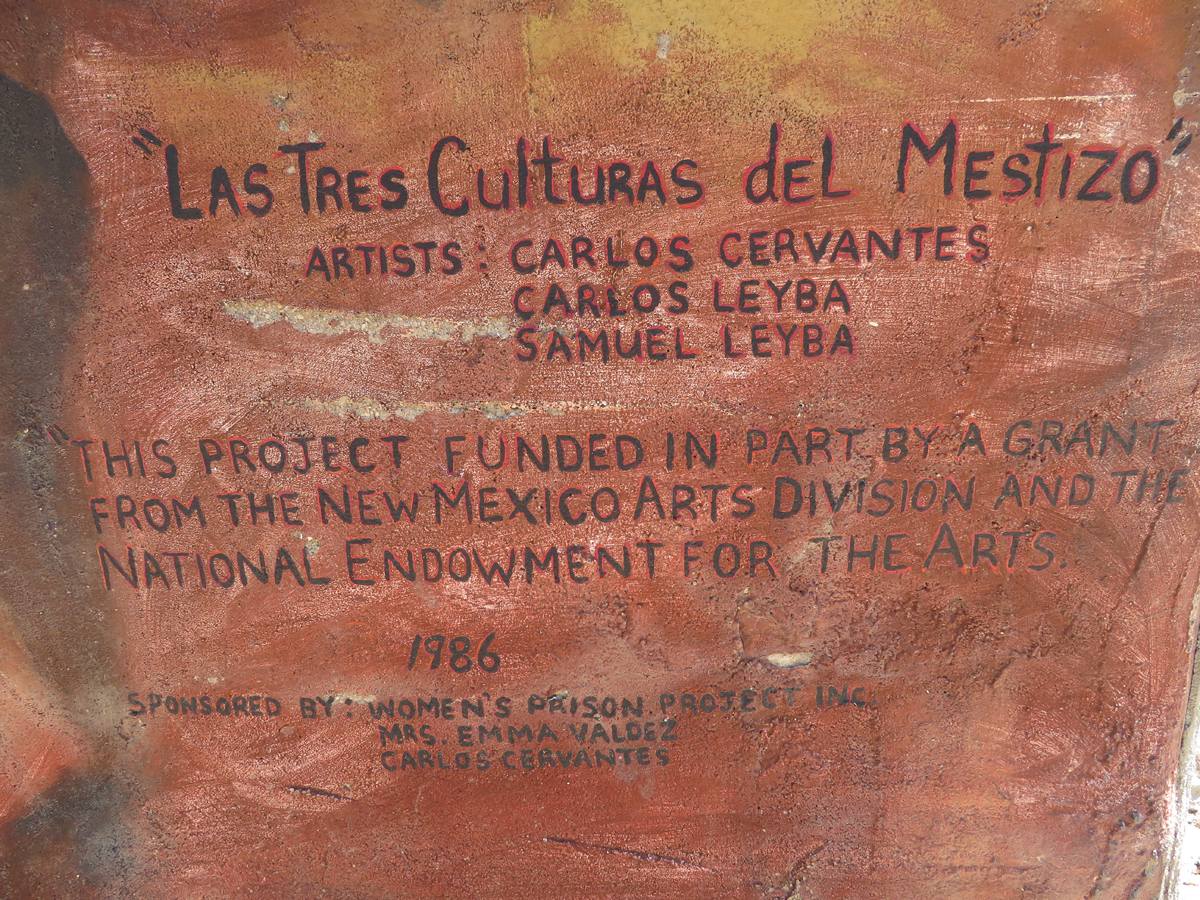 "LAS TRES CULTURAS dEL MESTIZO"
ARTISTS: CARLOS CERVANTES
CARLOS LEYBA
SAMUEL LEYBA
"THIS PROJECT FUNDED IN PART BY A GRANT
FROM THE NEW MEXICO ARTS DIVISION AND THE
NATIONAL ENDOWMENT FOR THE ARTS.
1986
SPONSORED BY: WOMEN'S PRISON PROJECT INC.
MRS. EMMA VALDEZ
CARLOS CERVANTES